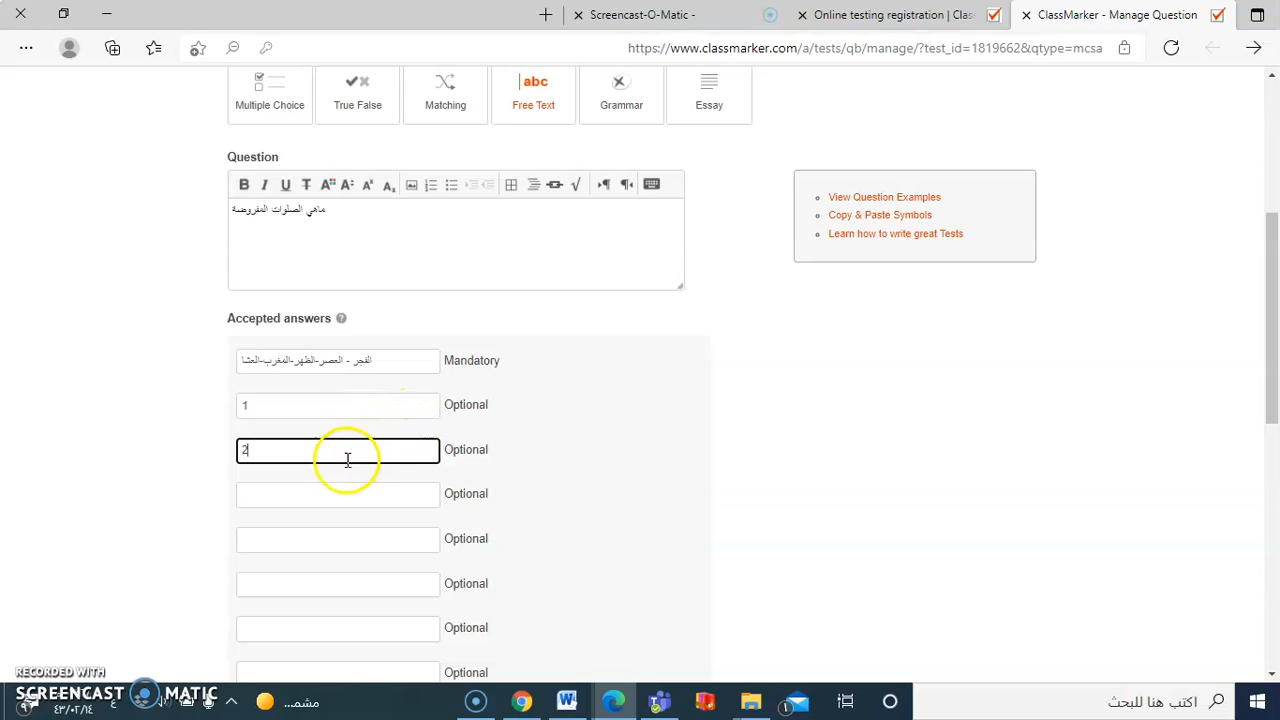 Screencast-O-Matic -
Online testing registration | Clas
ClassMarker - Manage Question
https://www.classmarker.com/a/tests/qb/manage/?test_id=1819662&qtype=mcsa
Multiple Choice
True False
Matching
abc
Free Text
Grammar
Essay
Question
ماهي الصلوات المفروضة
View Question Examples
Copy & Paste Symbols
Learn how to write great Tests
Accepted answers
الفجر - العصر-الظهر-المغرب-العشا
Mandatory
1
Optional
2
Optional
Optional
Optional
Optional
Optional
Optional
RECORDED WITH
SCREENCAST MATIC
مشمـ...
اكتب هنا للبحث